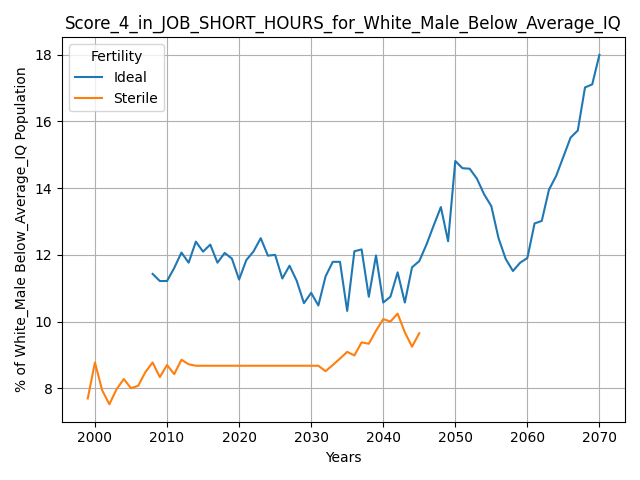 Score_4_in_JOB_SHORT_HOURS_for_White_Male_Below_Average_IQ
Fertility
Ideal
Sterile
% of White_Male Below_Average_IQ Population
18
16
14
12
10
8
2000 2010 2020 2030 2040 2050 2060 2070
Years